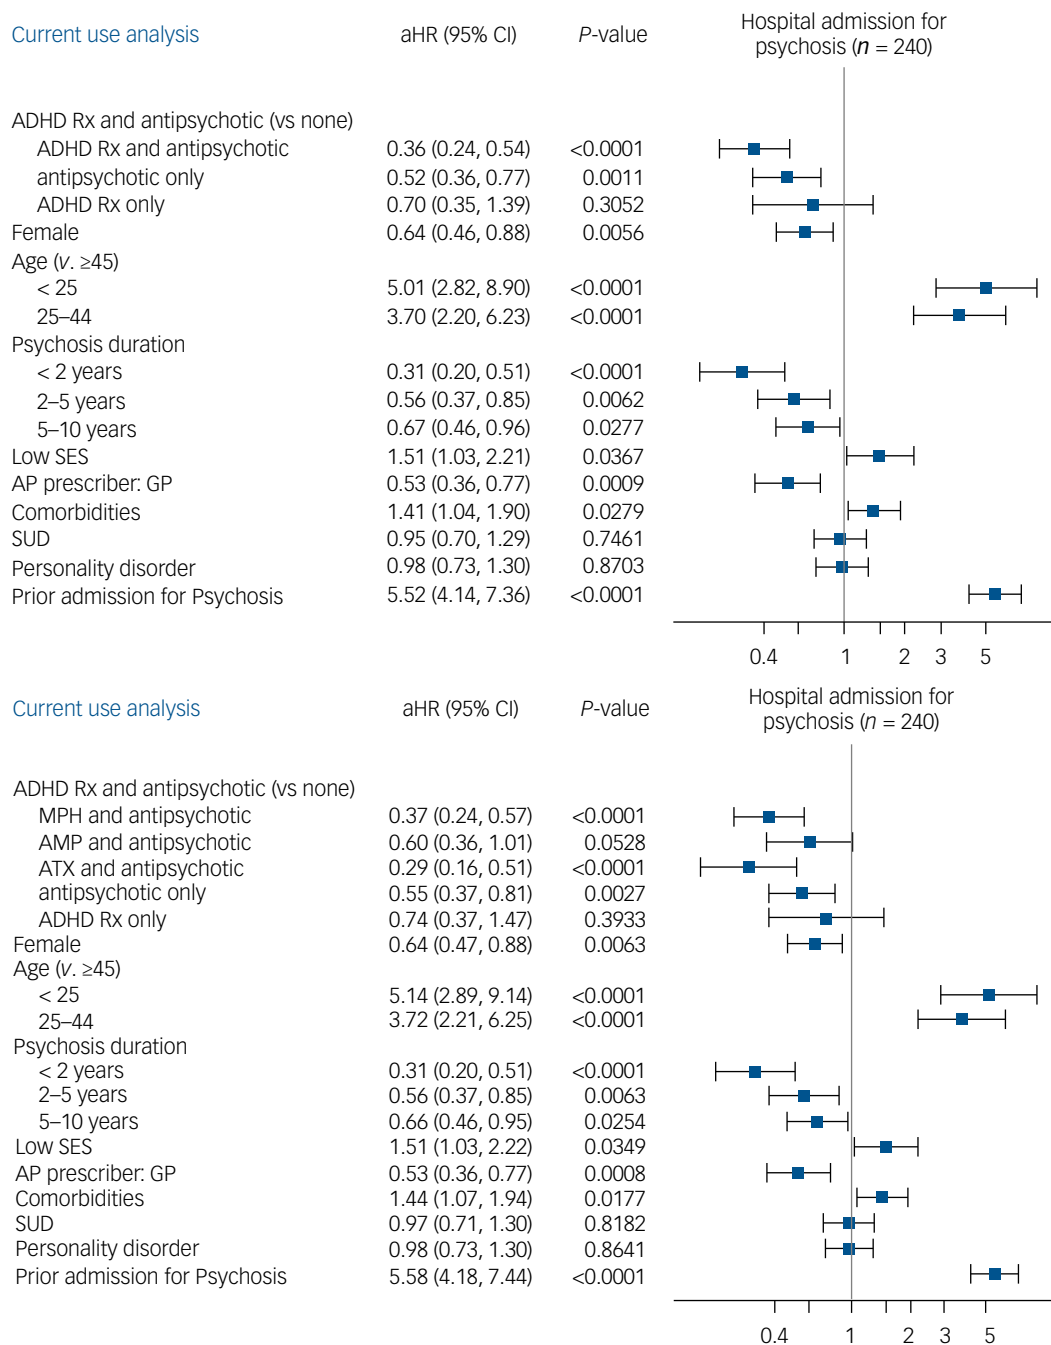 Current use analysis aHR (95% CI) P-value Hospital admission for
psychosis (n = 240)
ADHD Rx and antipsychotic (vs none)
ADHD Rx and antipsychotic 0.36 (0.24, 0.54) <0.0001
antipsychotic only 0.52 (0.36, 0.77) 0.0011
ADHD Rx only 0.70 (0.35, 1.39) 0.3052
Female 0.64 (0.46, 0.88) 0.0056
Age (v. ≥45)
< 25 5.01 (2.82, 8.90) <0.0001
25–44 3.70 (2.20, 6.23) <0.0001
Psychosis duration
< 2 years 0.31 (0.20, 0.51) <0.0001
2–5 years 0.56 (0.37, 0.85) 0.0062
5–10 years 0.67 (0.46, 0.96) 0.0277
Low SES 1.51 (1.03, 2.21) 0.0367
AP prescriber: GP 0.53 (0.36, 0.77) 0.0009
Comorbidities 1.41 (1.04, 1.90) 0.0279
SUD 0.95 (0.70, 1.29) 0.7461
Personality disorder 0.98 (0.73, 1.30) 0.8703
Prior admission for Psychosis 5.52 (4.14, 7.36) <0.0001
0.4 1 2 3 5
Current use analysis aHR (95% CI) P-value Hospital admission for
psychosis (n = 240)
ADHD Rx and antipsychotic (vs none)
MPH and antipsychotic 0.37 (0.24, 0.57) <0.0001
AMP and antipsychotic 0.60 (0.36, 1.01) 0.0528
ATX and antipsychotic 0.29 (0.16, 0.51) <0.0001
antipsychotic only 0.55 (0.37, 0.81) 0.0027
ADHD Rx only 0.74 (0.37, 1.47) 0.3933
Female 0.64 (0.47, 0.88) 0.0063
Age (v. ≥45)
< 25 5.14 (2.89, 9.14) <0.0001
25–44 3.72 (2.21, 6.25) <0.0001
Psychosis duration
< 2 years 0.31 (0.20, 0.51) <0.0001
2–5 years 0.56 (0.37, 0.85) 0.0063
5–10 years 0.66 (0.46, 0.95) 0.0254
Low SES 1.51 (1.03, 2.22) 0.0349
AP prescriber: GP 0.53 (0.36, 0.77) 0.0008
Comorbidities 1.44 (1.07, 1.94) 0.0177
SUD 0.97 (0.71, 1.30) 0.8182
Personality disorder 0.98 (0.73, 1.30) 0.8641
Prior admission for Psychosis 5.58 (4.18, 7.44) <0.0001
0.4 1 2 3 5